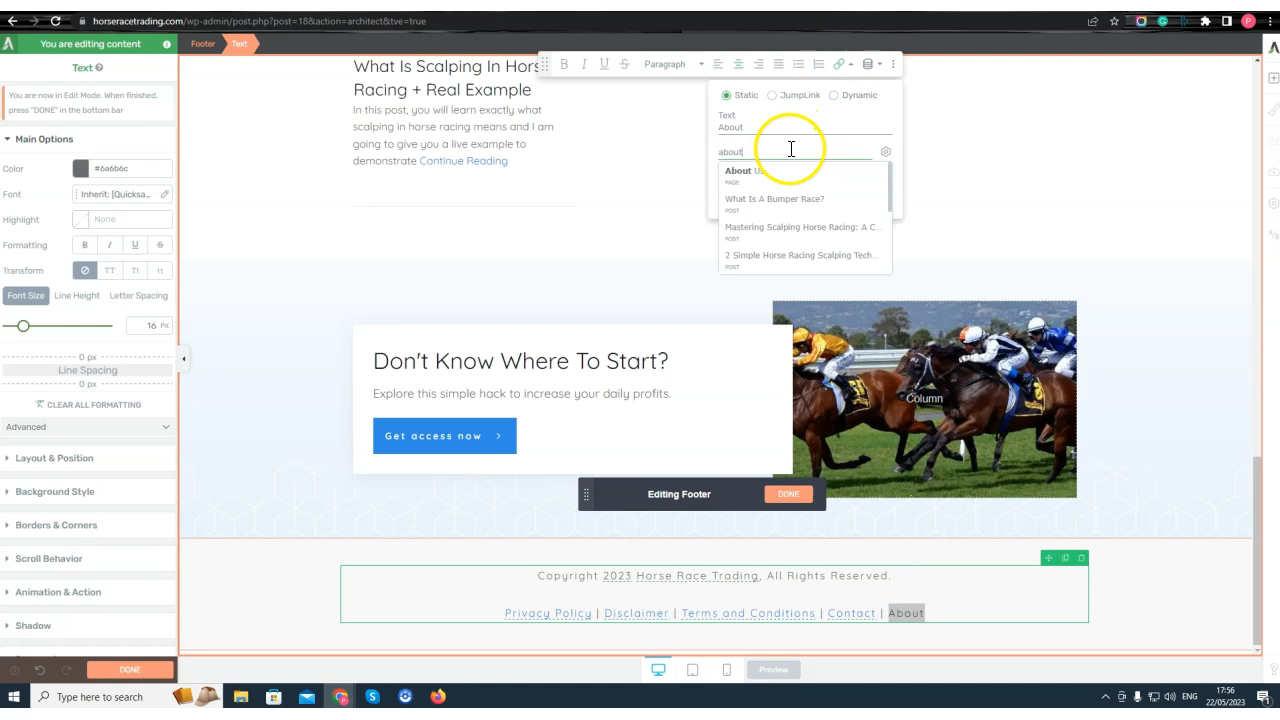 horseracetrading.com/wp-admin/post.php?post=18&action=architect&tve=true
You are editing content
Footer
Text
Text
You are now in Edit Mode. When finished,
press "DONE" in the bottom bar
Main Options
Color
#6a6b6c
Font
Inherit: [Quicksa...
Highlight
None
Formatting
B I U S
Transform
TT Tt tt
Font Size
Line Height
Letter Spacing
16 Px
0 px
Line Spacing
0 px
CLEAR ALL FORMATTING
Advanced
Layout & Position
Background Style
Borders & Corners
Scroll Behavior
Animation & Action
Shadow
DONE
What Is Scalping In Hors
Racing + Real Example
In this post, you will learn exactly what
scalping in horse racing means and I am
going to give you a live example to
demonstrate Continue Reading
B I U S Paragraph
Static JumpLink Dynamic
Text
About
about
About Us
PAGE
What Is A Bumper Race?
POST
Mastering Scalping Horse Racing: A C...
POST
2 Simple Horse Racing Scalping Tech...
POST
Don't Know Where To Start?
Explore this simple hack to increase your daily profits.
Get access now
Column
Editing Footer
DONE
Copyright 2023 Horse Race Trading, All Rights Reserved.
Privacy Policy | Disclaimer | Terms and Conditions | Contact | About
Preview
Type here to search
ENG
17:56
22/05/2023